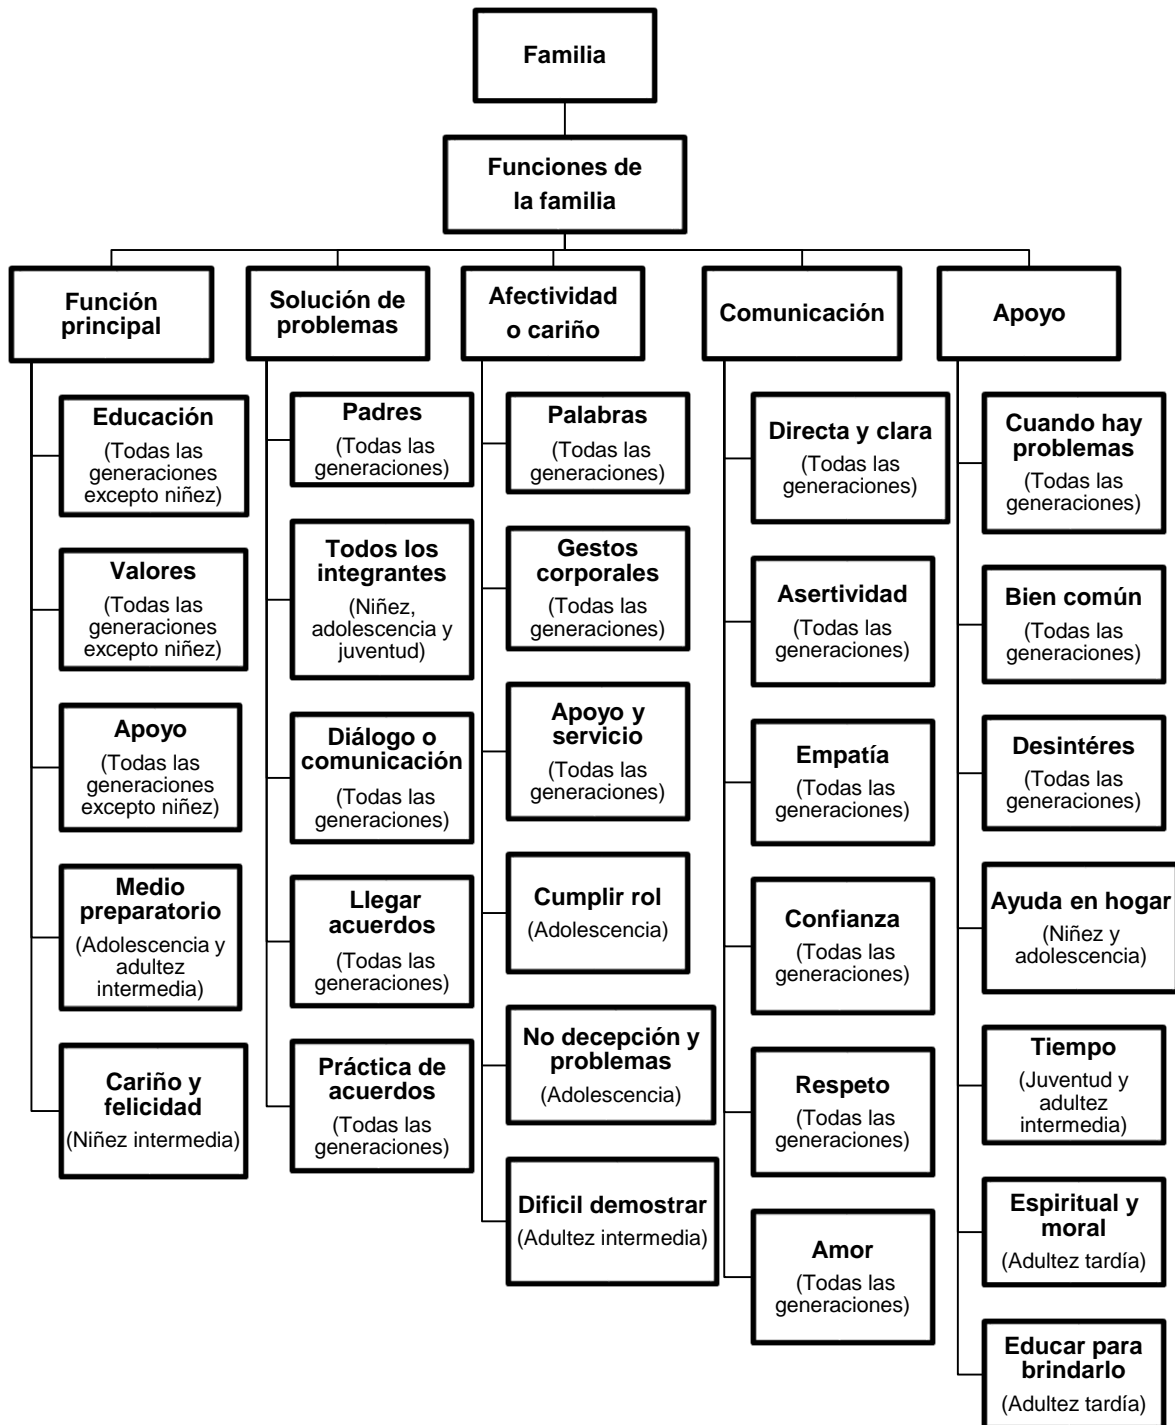 Familia
Funciones de
la familia
Función
principal
Educación
(Todas las
generaciones
excepto niñez)
Valores
(Todas las
generaciones
excepto niñez)
Apoyo
(Todas las
generaciones
excepto niñez)
Medio
preparatorio
(Adolescencia y
adultez
intermedia)
Cariño y
felicidad
(Niñez intermedia)
Solución de
problemas
Padres
(Todas las
generaciones)
Todos los
integrantes
(Niñez,
adolescencia y
juventud)
Diálogo o
comunicación
(Todas las
generaciones)
Llegar
acuerdos
(Todas las
generaciones)
Práctica de
acuerdos
(Todas las
generaciones)
Afectividad
o cariño
Palabras
(Todas las
generaciones)
Gestos
corporales
(Todas las
generaciones)
Apoyo y
servicio
(Todas las
generaciones)
Cumplir rol
(Adolescencia)
No decepción y
problemas
(Adolescencia)
Dificil demostrar
(Adultez intermedia)
Comunicación
Directa y clara
(Todas las
generaciones)
Asertividad
(Todas las
generaciones)
Empatía
(Todas las
generaciones)
Confianza
(Todas las
generaciones)
Respeto
(Todas las
generaciones)
Amor
(Todas las
generaciones)
Apoyo
Cuando hay
problemas
(Todas las
generaciones)
Bien común
(Todas las
generaciones)
Desintéres
(Todas las
generaciones)
Ayuda en hogar
(Niñez y
adolescencia)
Tiempo
(Juventud y
adultez
intermedia)
Espiritual y
moral
(Adultez tardía)
Educar para
brindarlo
(Adultez tardía)